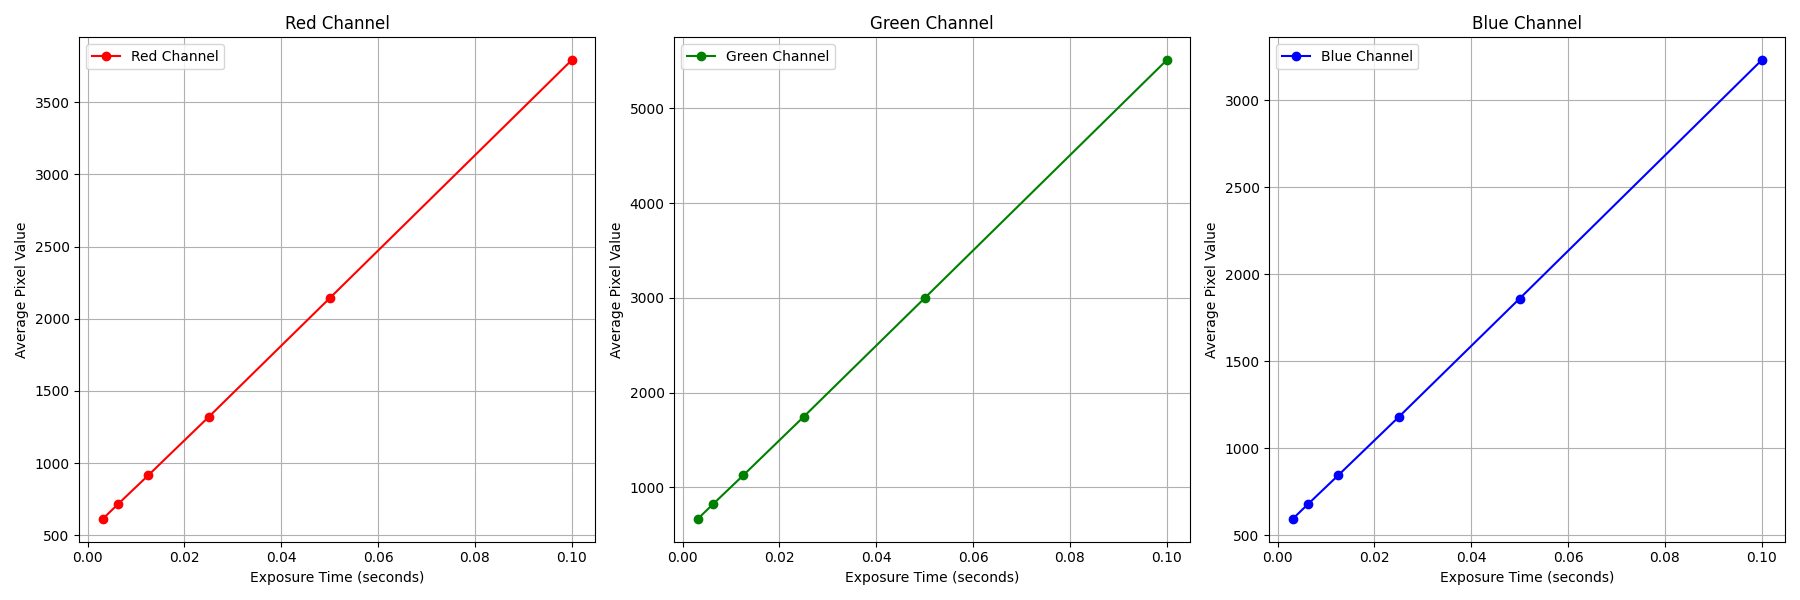 Red Channel
Red Channel
3500
3000
2500
2000
1500
1000
500
Average Pixel Value
0.00 0.02 0.04 0.06 0.08 0.10
Exposure Time (seconds)
Green Channel
Green Channel
5000
4000
3000
2000
1000
Average Pixel Value
0.00 0.02 0.04 0.06 0.08 0.10
Exposure Time (seconds)
Blue Channel
Blue Channel
3000
2500
2000
1500
1000
500
Average Pixel Value
0.00 0.02 0.04 0.06 0.08 0.10
Exposure Time (seconds)